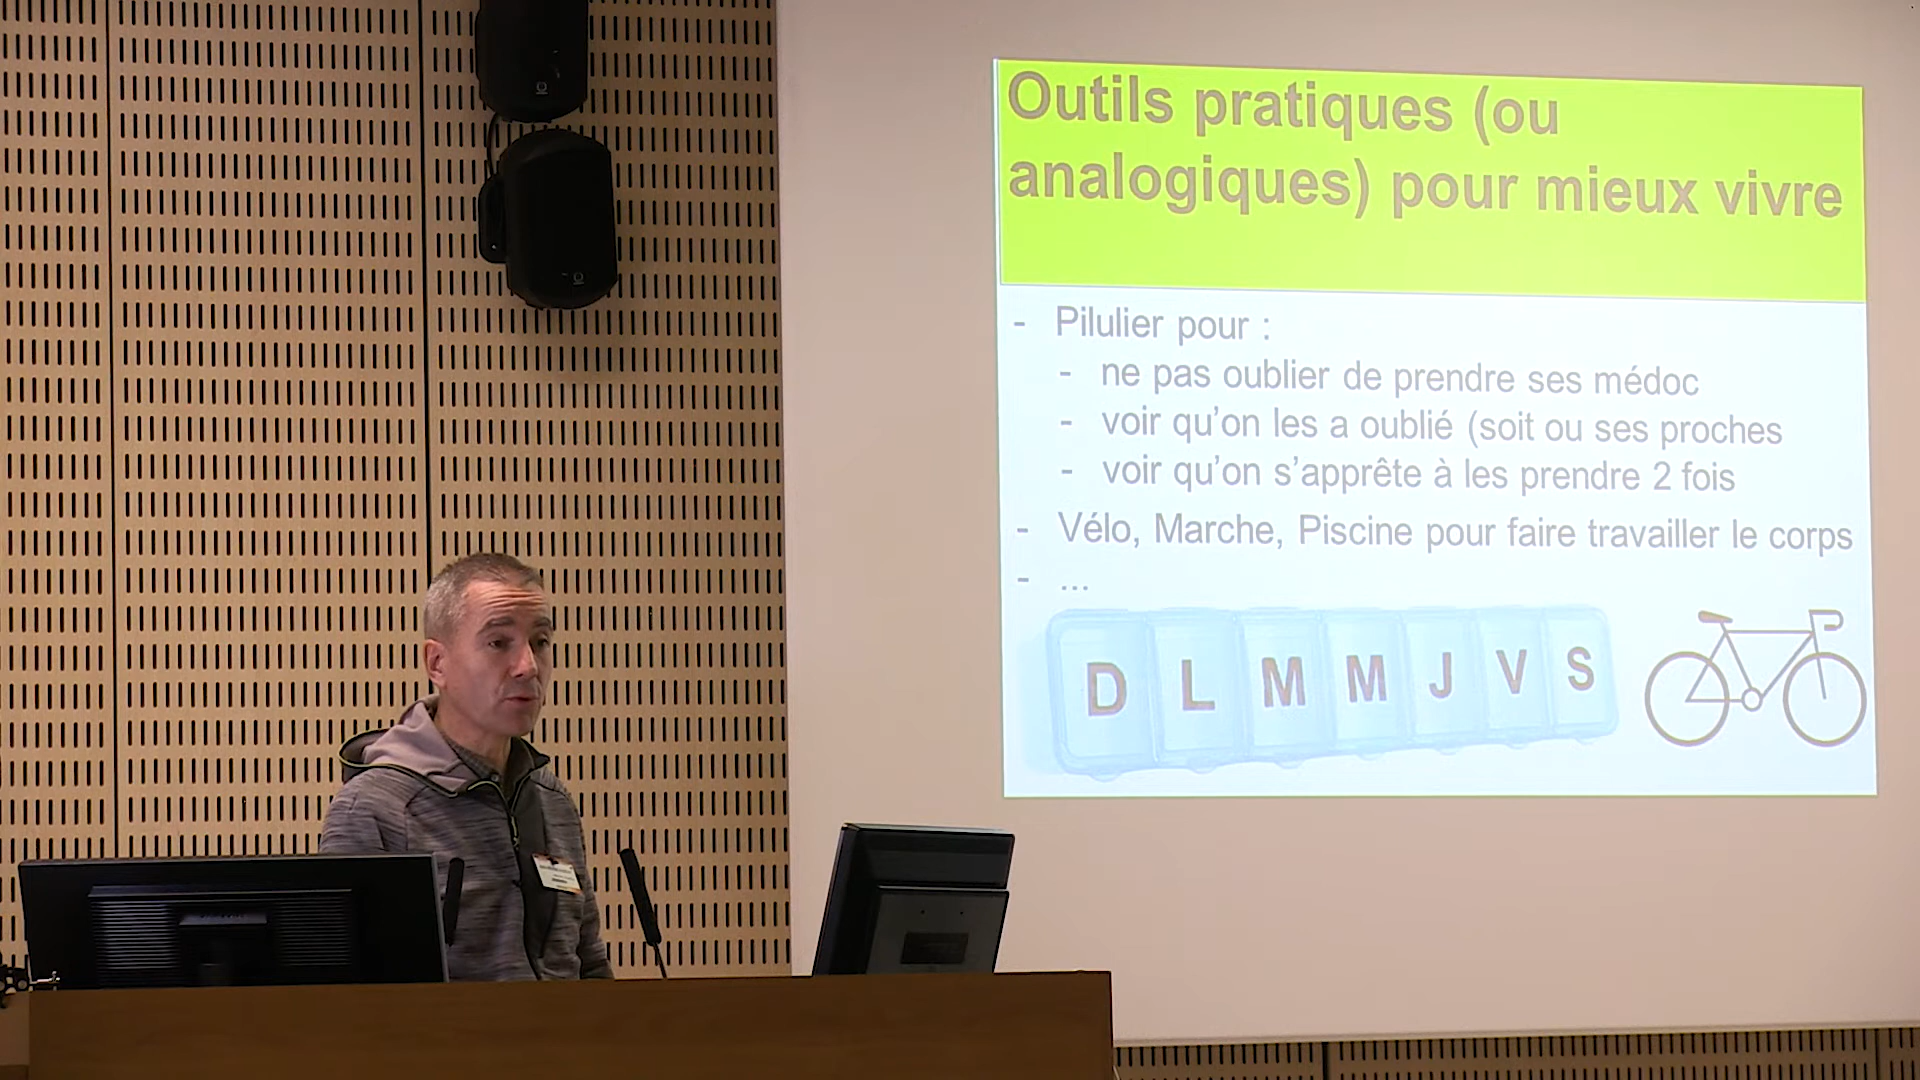 Outils pratiques (ou
analogiques) pour mieux vivre
- Pilulier pour :
- ne pas oublier de prendre ses médoc
- voir qu'on les a oublié (soit ou ses proches
- voir qu'on s'apprête à les prendre 2 fois
- Vélo, Marche, Piscine pour faire travailler le corps
- ...
D L M M J V S